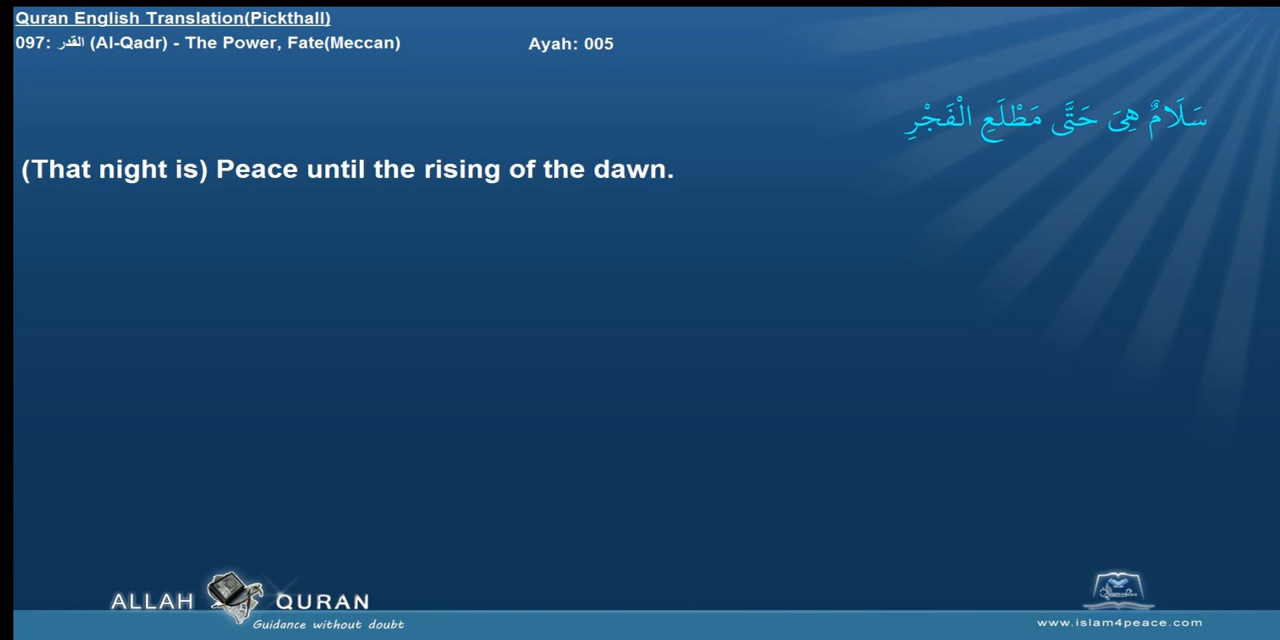 Quran English Translation(Pickthall)
097: القدر (Al-Qadr) - The Power, Fate(Meccan)
Ayah: 005
سَلَامٌ هِيَ حَتَّى مَطْلَعِ الْفَجْرِ
(That night is) Peace until the rising of the dawn.
ALLAH QURAN
Guidance without doubt
www.islam4peace.com